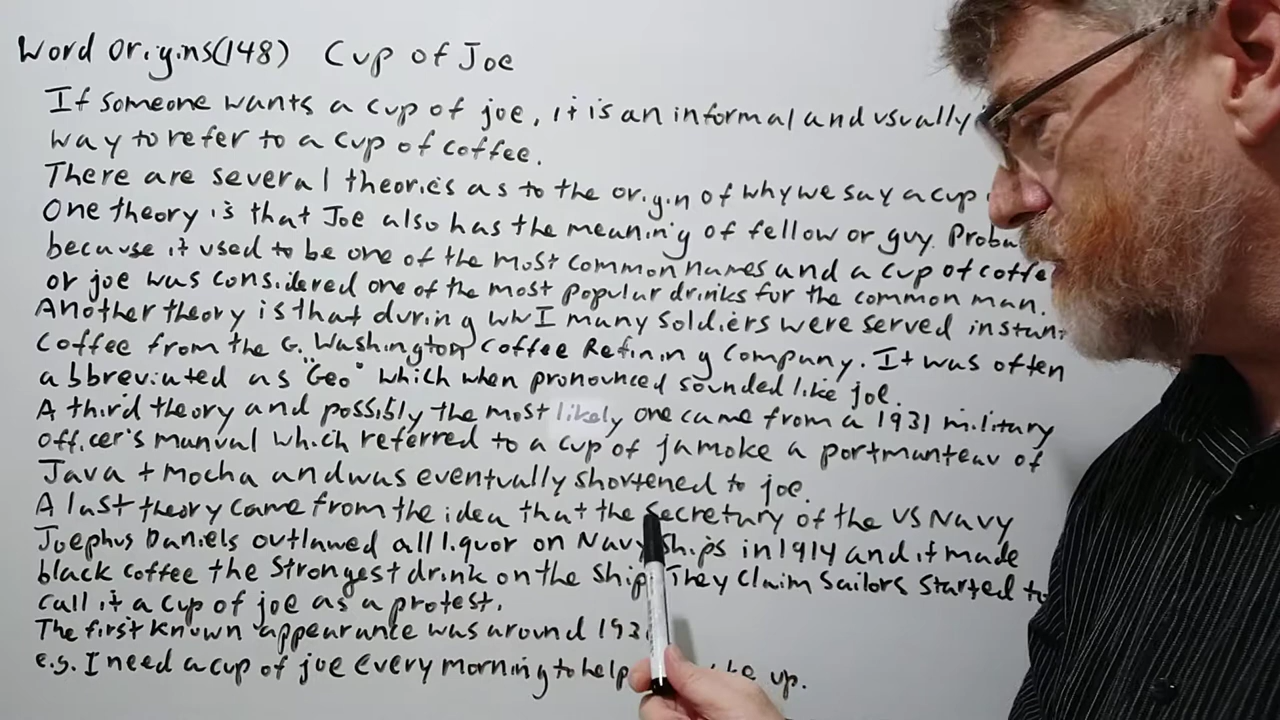 Word Origins(148) Cup of Joe
If someone wants a cup of joe, it is an informal and usually
way to refer to a cup of coffee.
There are several theories as to the origin of why we say a cup
One theory is that Joe also has the meaning of fellow or guy. Proba
because it used to be one of the most common names and a cup of coffe
or joe was considered one of the most popular drinks for the common man.
Another theory is that during WWI many soldiers were served instant
Coffee from the G. Washington Coffee Refining Company. It was often
abbreviated as "Geo" which when pronounced sounded like joe.
A third theory and possibly the most likely one came from a 1931 military
officer's manual which referred to a cup of jamoke a portmanteau of
Java + Mocha and was eventually shortened to joe.
A last theory came from the idea that the Secretary of the US Navy
Joephus Daniels outlawed all liquor on Navy ships in 1914 and it made
black coffee the strongest drink on the ship. They claim Sailors started to
call it a cup of joe as a protest.
The first known appearance was around 193
e.g. I need a cup of joe every morning to help up.